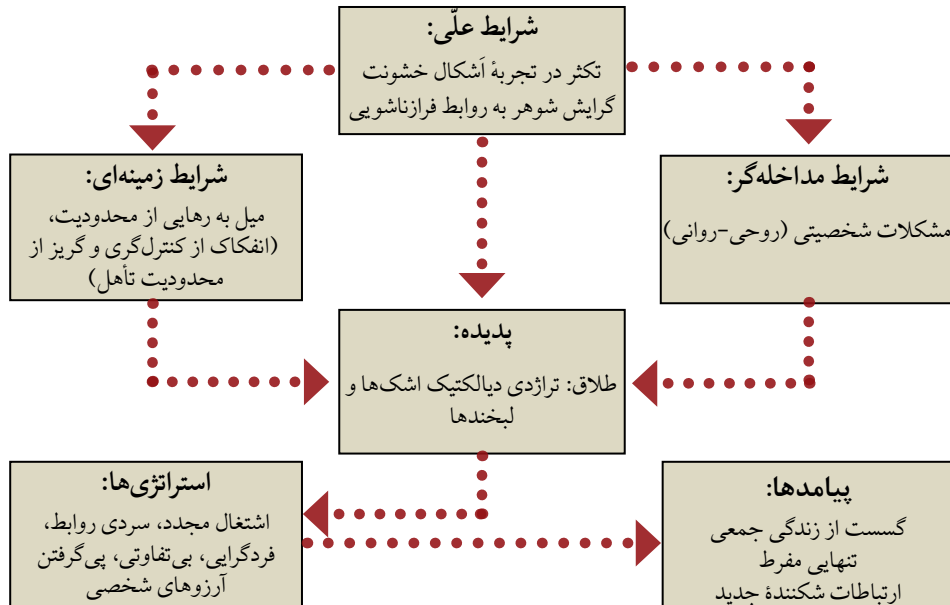 شرایط علّی:
تکثر در تجربهٔ اَشکال خشونت
گرایش شوهر به روابط فرازناشویی
شرایط مداخله‌گر:
مشکلات شخصیتی (روحی-روانی)
شرایط زمینه‌ای:
میل به رهایی از محدودیت،
(انفکاک از کنترل‌گری و گریز از
محدودیت تأهل)
پدیده:
طلاق: تراژدی دیالکتیک اشک‌ها و
لبخندها
استراتژی‌ها:
اشتغال مجدد، سردی روابط،
فردگرایی، بی‌تفاوتی، پی‌گرفتن
آرزوهای شخصی
پیامدها:
گسست از زندگی جمعی
تنهایی مفرط
ارتباطات شکنندهٔ جدید